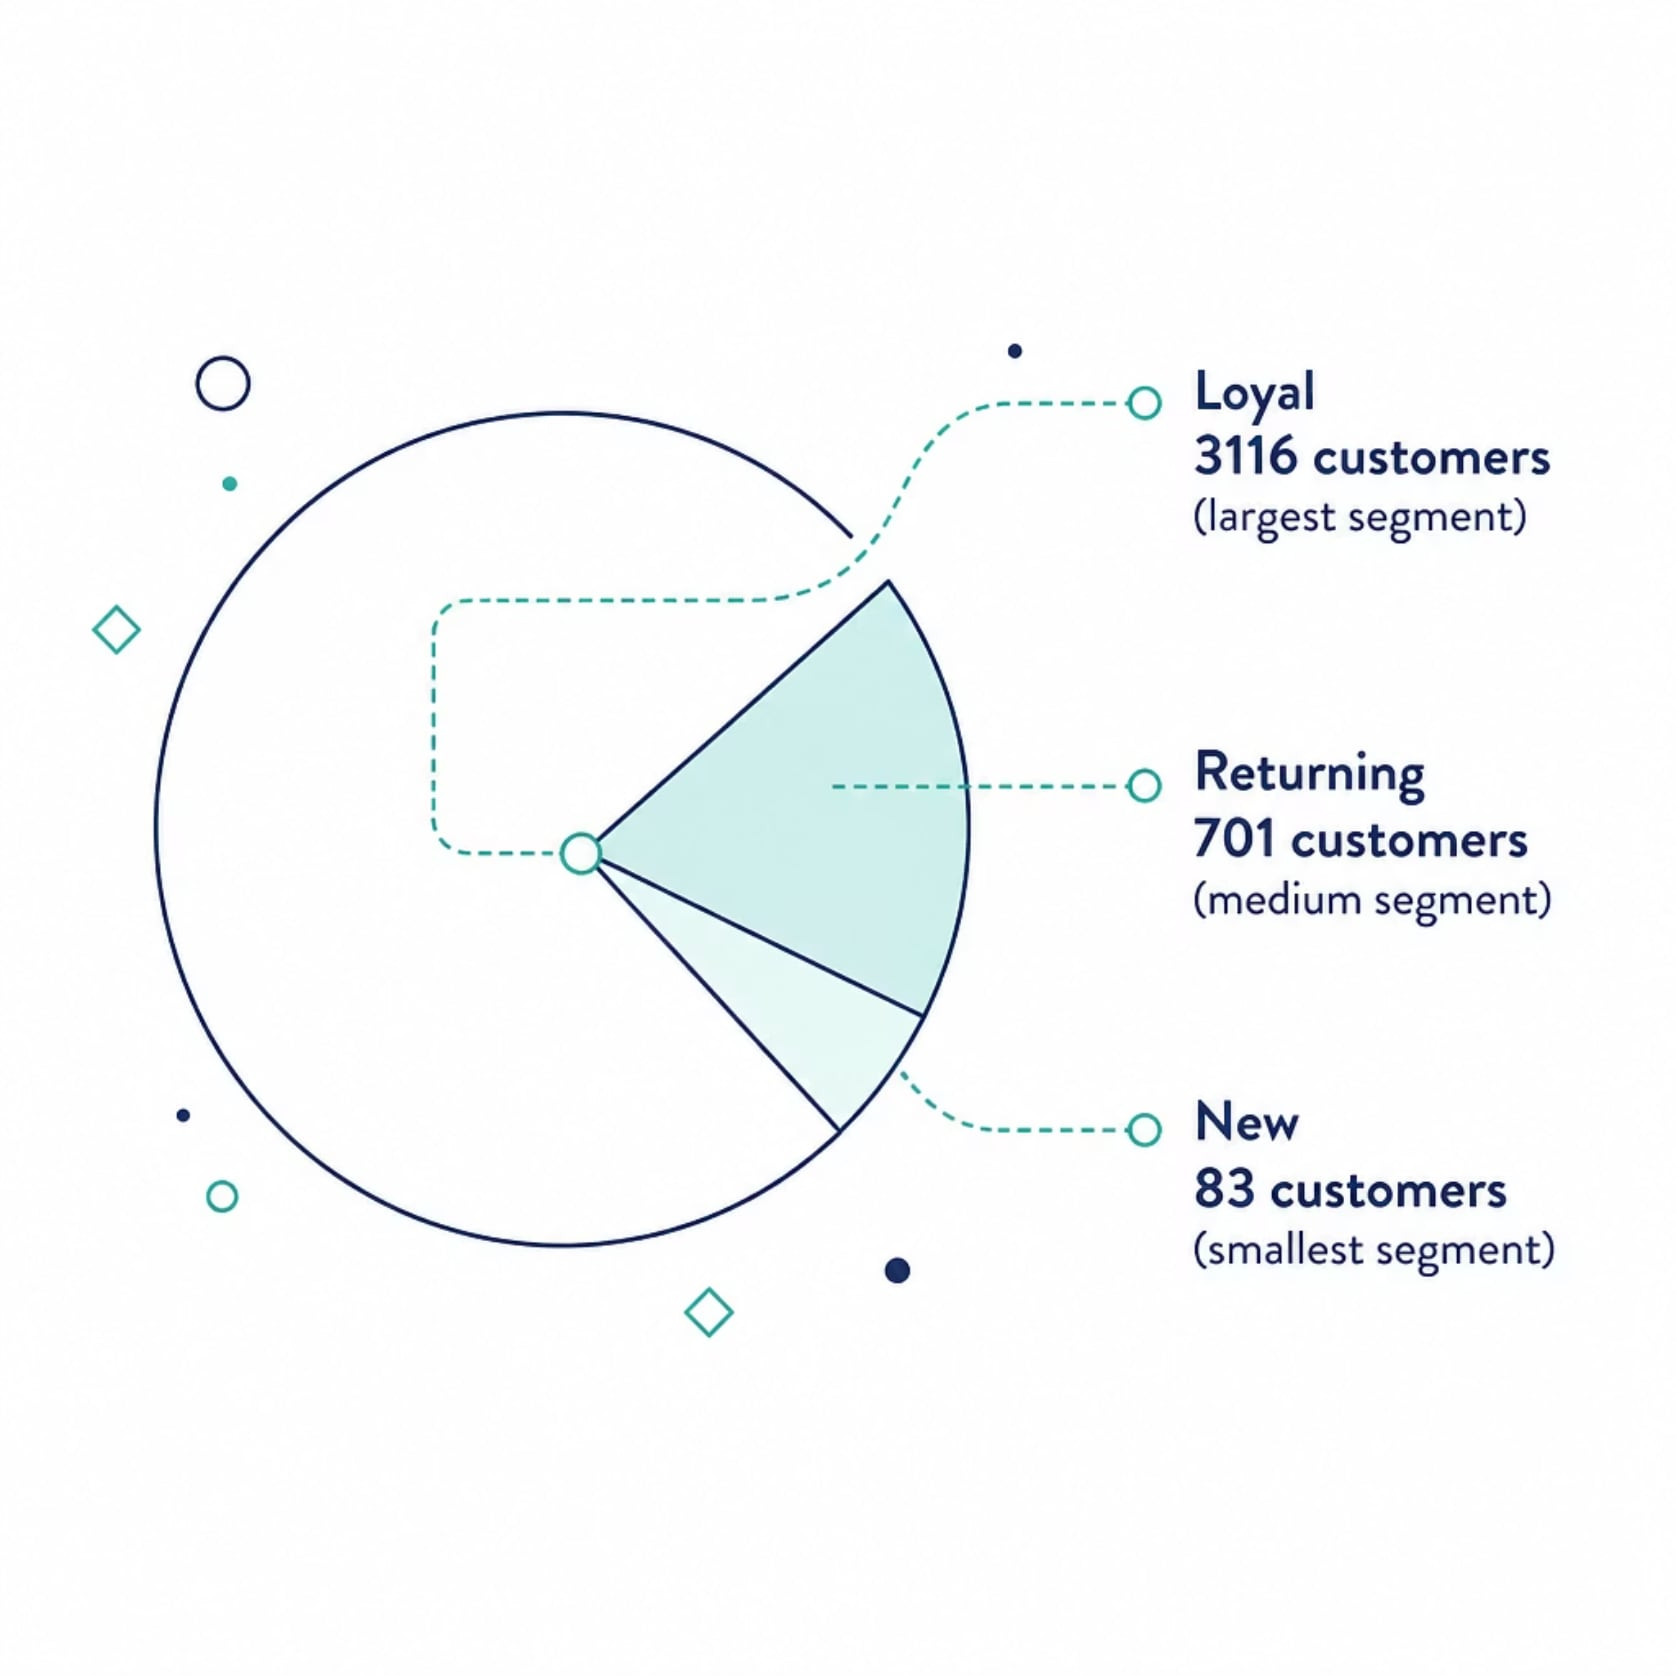 Loyal
3116 customers
(largest segment)
Returning
701 customers
(medium segment)
New
83 customers
(smallest segment)